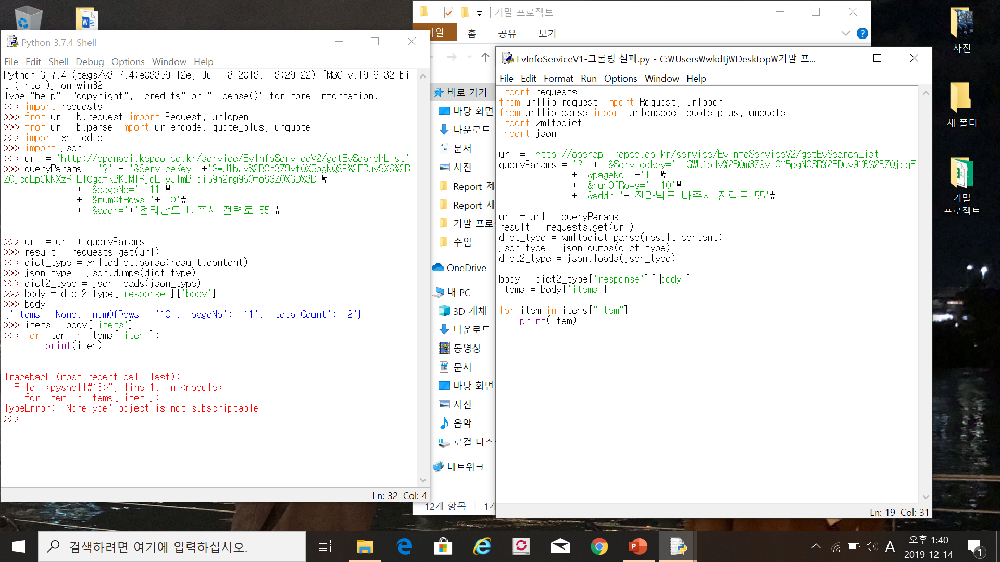 기말 프로젝트
파일 홈 공유 보기
Python 3.7.4 Shell
File Edit Shell Debug Options Window Help
Python 3.7.4 (tags/v3.7.4:e09359112e, Jul  8 2019, 19:29:22) [MSC v.1916 32 bi
t (Intel)] on win32
Type "help", "copyright", "credits" or "license()" for more information.
>>> import requests
>>> from urllib.request import Request, urlopen
>>> from urllib.parse import urlencode, quote_plus, unquote
>>> import xmltodict
>>> import json
>>> url = 'http://openapi.kepco.co.kr/service/EvInfoServiceV2/getEvSearchList'
>>> queryParams = '?' + '&ServiceKey='+
+ '&pageNo='+'11'₩
+ '&numOfRows='+'10'₩
+ '&addr='+'전라남도 나주시 전력로 55'₩
>>> url = url + queryParams
>>> result = requests.get(url)
>>> dict_type = xmltodict.parse(result.content)
>>> json_type = json.dumps(dict_type)
>>> dict2_type = json.loads(json_type)
>>> body = dict2_type['response']['body']
>>> body
{'items': None, 'numOfRows': '10', 'pageNo': '11', 'totalCount': '2'}
>>> items = body['items']
>>> for item in items["item"]:
print(item)
Traceback (most recent call last):
File "<pyshell#18>", line 1, in <module>
for item in items["item"]:
TypeError: 'NoneType' object is not subscriptable
>>>
Ln: 32 Col: 4
바로 가기
바탕 화면
다운로드
문서
사진
Report_제
Report_제
기말 프로
수업
OneDrive
내 PC
3D 개체
다운로드
동영상
문서
바탕 화면
사진
음악
로컬 디스
네트워크
12개 항목
EvInfoServiceV1-크롤링 실패.py - C:₩Users₩wkdtj₩Desktop₩기말 프...
File Edit Format Run Options Window Help
import requests
from urllib.request import Request, urlopen
from urllib.parse import urlencode, quote_plus, unquote
import xmltodict
import json
url = 'http://openapi.kepco.co.kr/service/EvInfoServiceV2/getEvSearchList'
queryParams = '?' + '&ServiceKey='+
+ '&pageNo='+'11'₩
+ '&numOfRows='+'10'₩
+ '&addr='+'전라남도 나주시 전력로 55'₩
url = url + queryParams
result = requests.get(url)
dict_type = xmltodict.parse(result.content)
json_type = json.dumps(dict_type)
dict2_type = json.loads(json_type)
body = dict2_type['response']['body']
items = body['items']
for item in items["item"]:
print(item)
Ln: 19 Col: 31
사진
새 폴더
기말
프로젝트
검색하려면 여기에 입력하십시오.
A
오후 1:40
2019-12-14
1